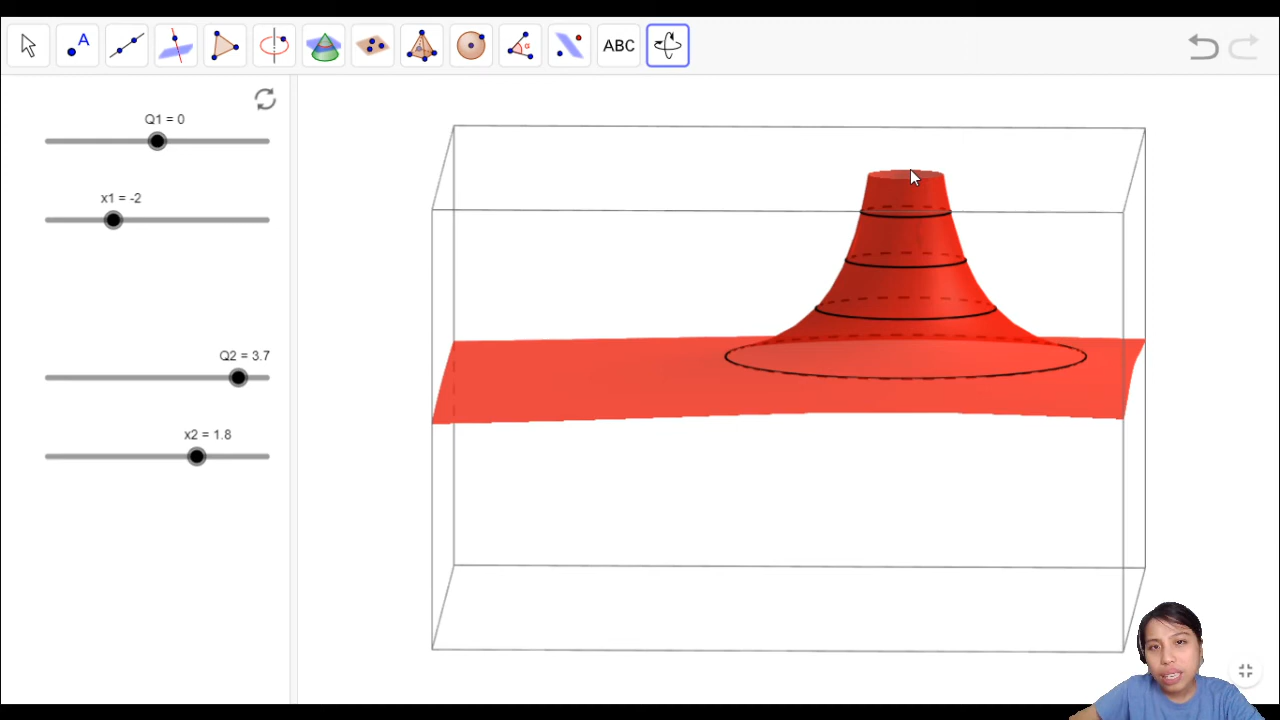 A
α
ABC
Q1 = 0
x1 = -2
Q2 = 3.7
x2 = 1.8